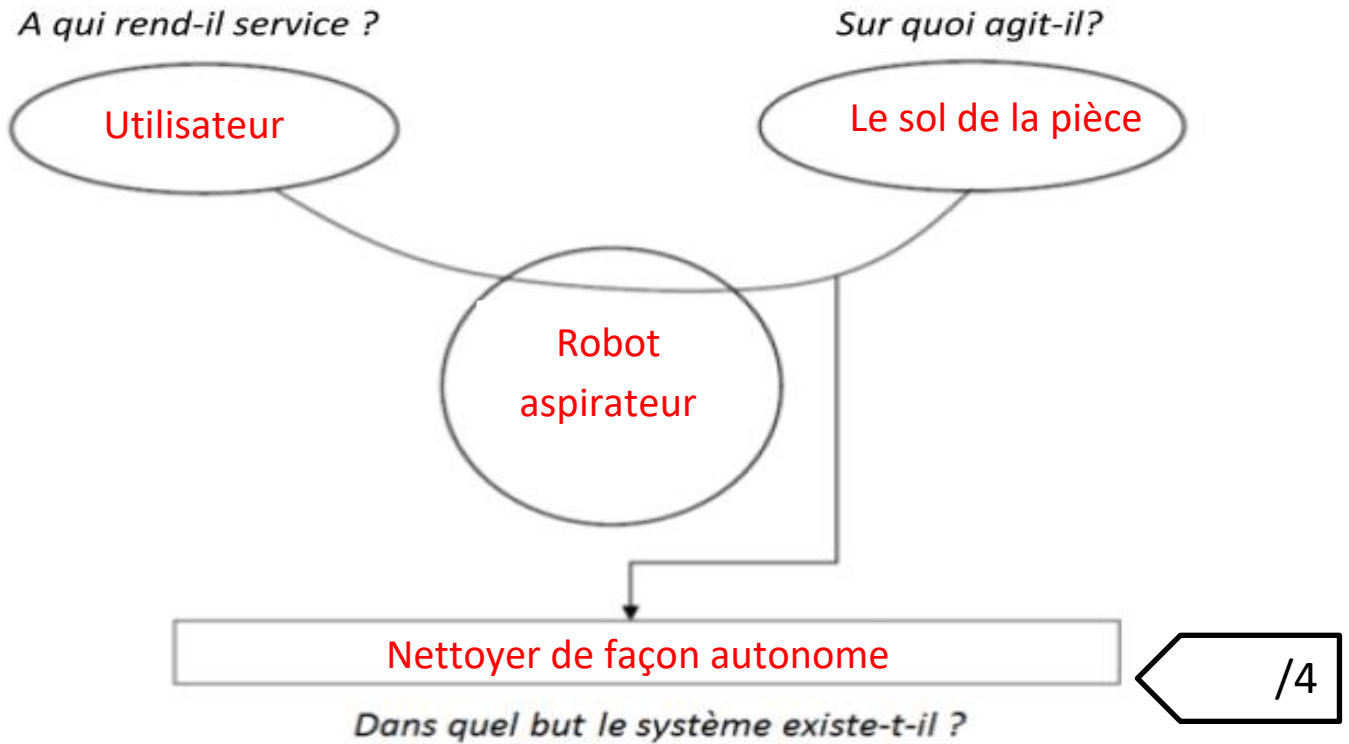 A qui rend-il service ?
Sur quoi agit-il?
Utilisateur
Le sol de la pièce
Robot
aspirateur
Nettoyer de façon autonome
/4
Dans quel but le système existe-t-il ?